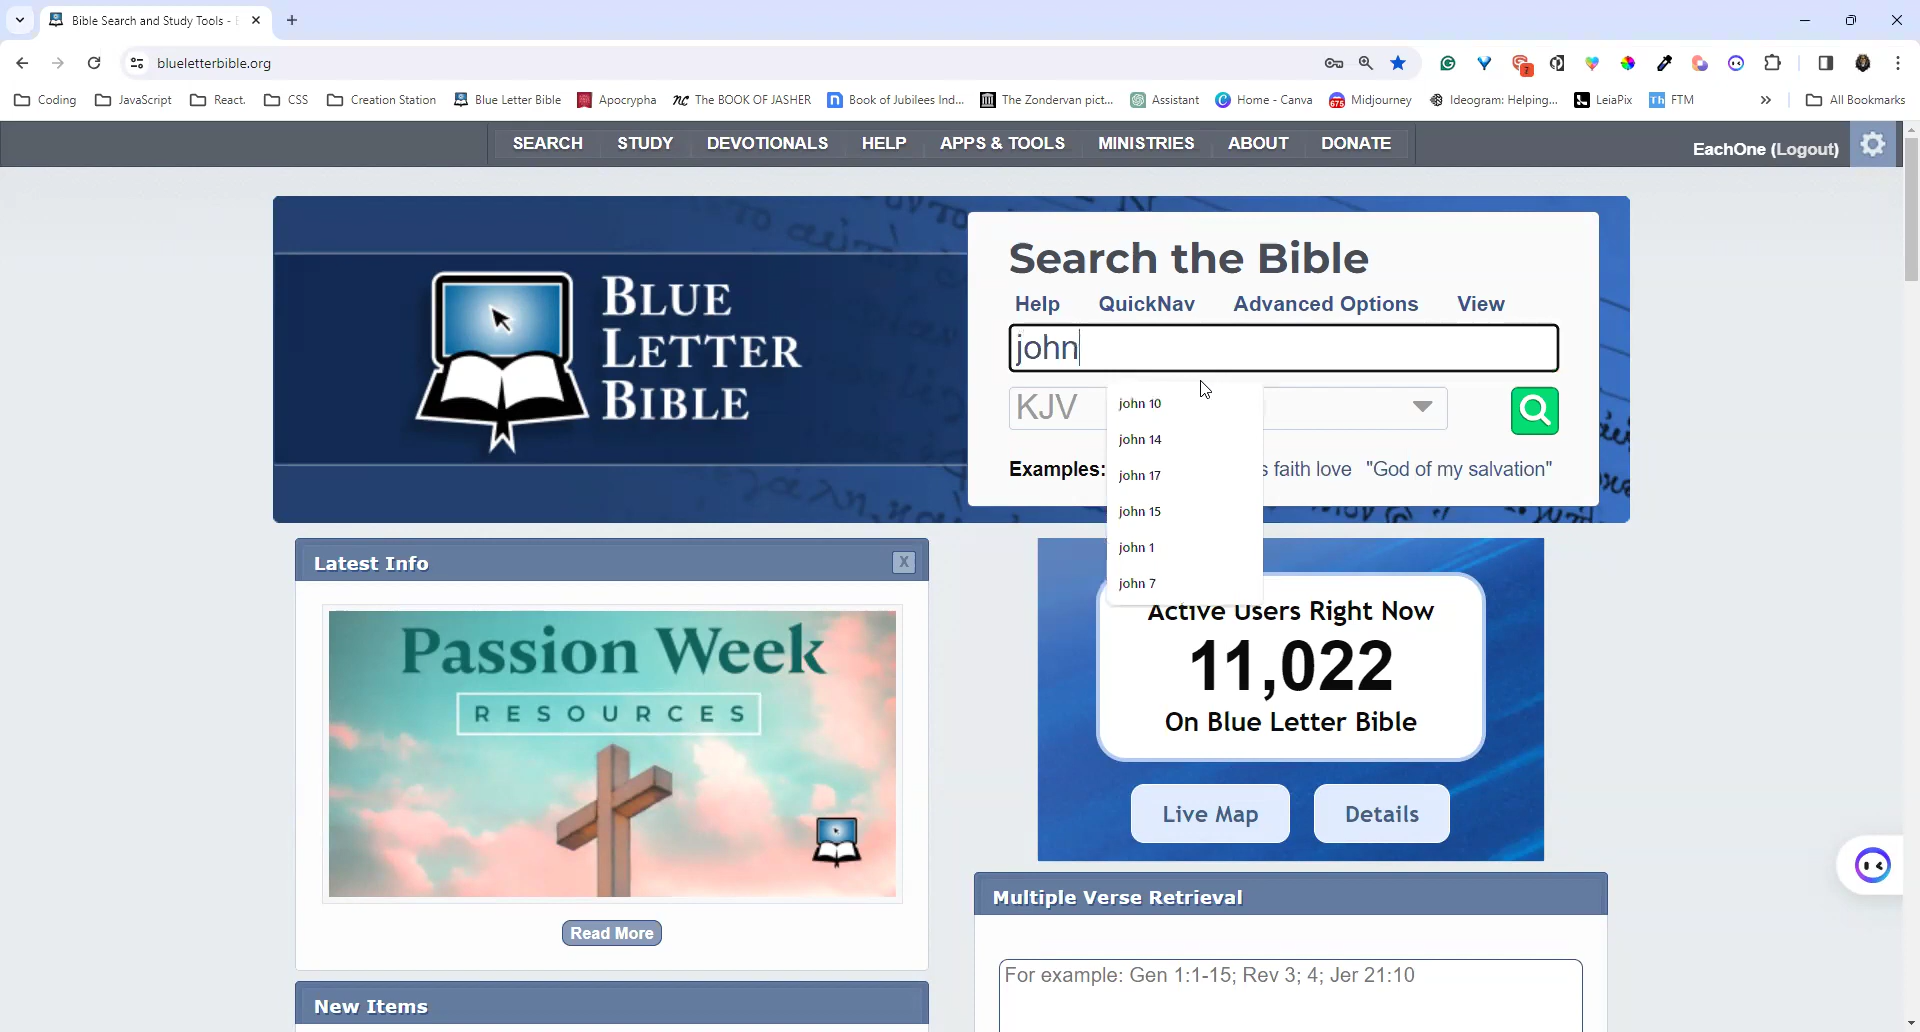 Bible Search and Study Tools -
blueletterbible.org
2
Coding
JavaScript
React.
CSS
Creation Station
Blue Letter Bible
Apocrypha
The BOOK OF JASHER
Book of Jubilees Ind...
The Zondervan pict...
Assistant
Home - Canva
Midjourney
Ideogram: Helping...
LeiaPix
Th FTM
»
All Bookmarks
SEARCH STUDY DEVOTIONALS HELP APPS & TOOLS MINISTRIES ABOUT DONATE
EachOne (Logout)
BLUE
LETTER
BIBLE
Search the Bible
Help QuickNav Advanced Options View
john
KJV
john 10
john 14
john 17
john 15
john 1
john 7
Examples:
s faith love "God of my salvation"
Latest Info
X
Passion Week
RESOURCES
Read More
New Items
Active Users Right Now
11,022
On Blue Letter Bible
Live Map Details
Multiple Verse Retrieval
For example: Gen 1:1-15; Rev 3; 4; Jer 21:10